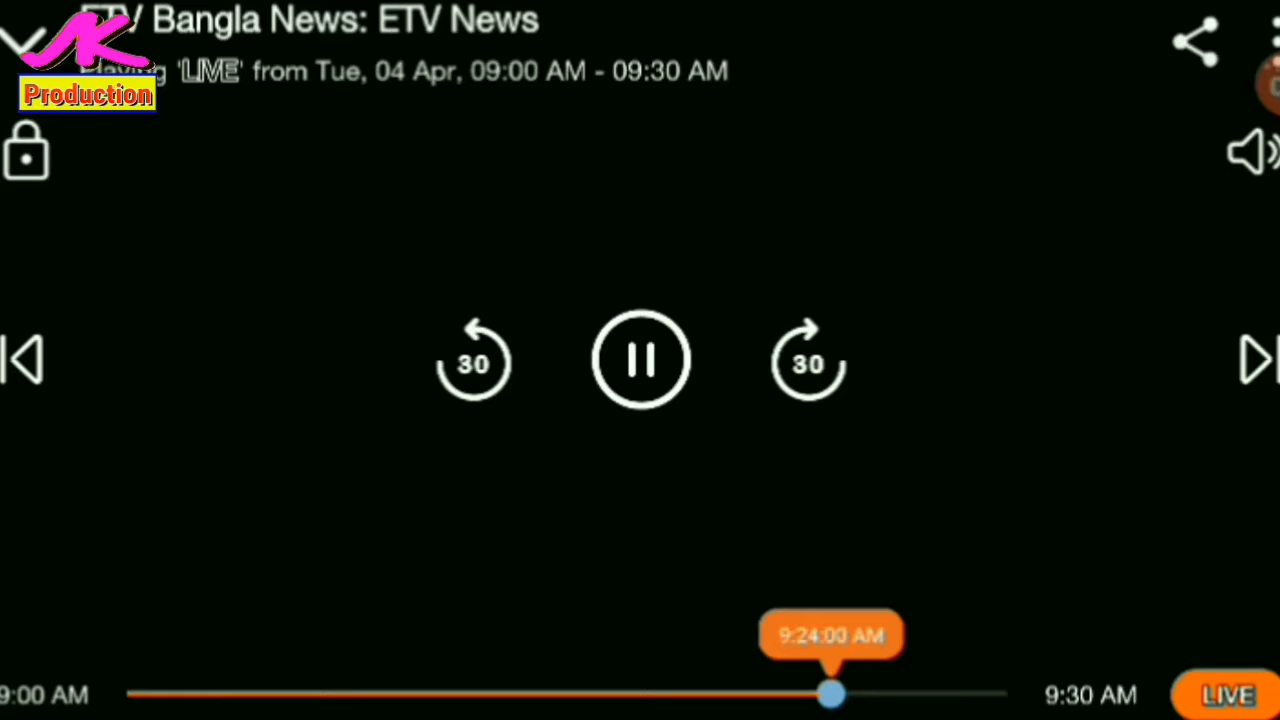 ETV Bangla News: ETV News
Playing 'LIVE' from Tue, 04 Apr, 09:00 AM - 09:30 AM
Production
30
30
9:24:00 AM
9:00 AM
9:30 AM
LIVE